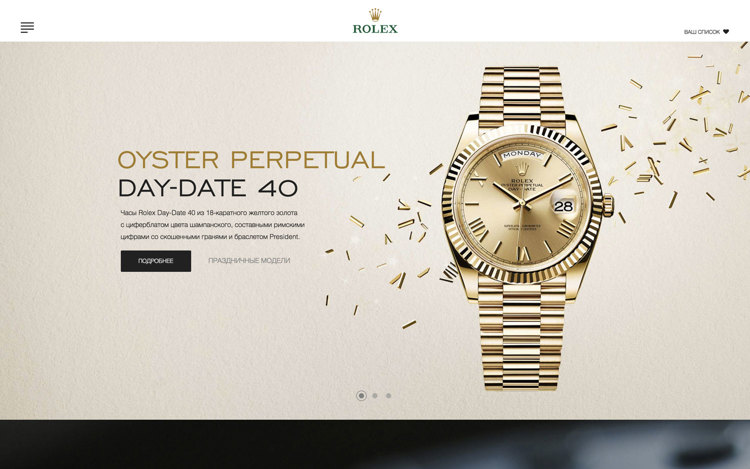 ROLEX
ВАШ СПИСОК
OYSTER PERPETUAL
DAY-DATE 40
Часы Rolex Day-Date 40 из 18-каратного желтого золота
с циферблатом цвета шампанского, составными римскими
цифрами со скошенными гранями и браслетом President.
ПОДРОБНЕЕ
ПРАЗДНИЧНЫЕ МОДЕЛИ
MONDAY
ROLEX
OYSTER PERPETUAL
DAY-DATE
28